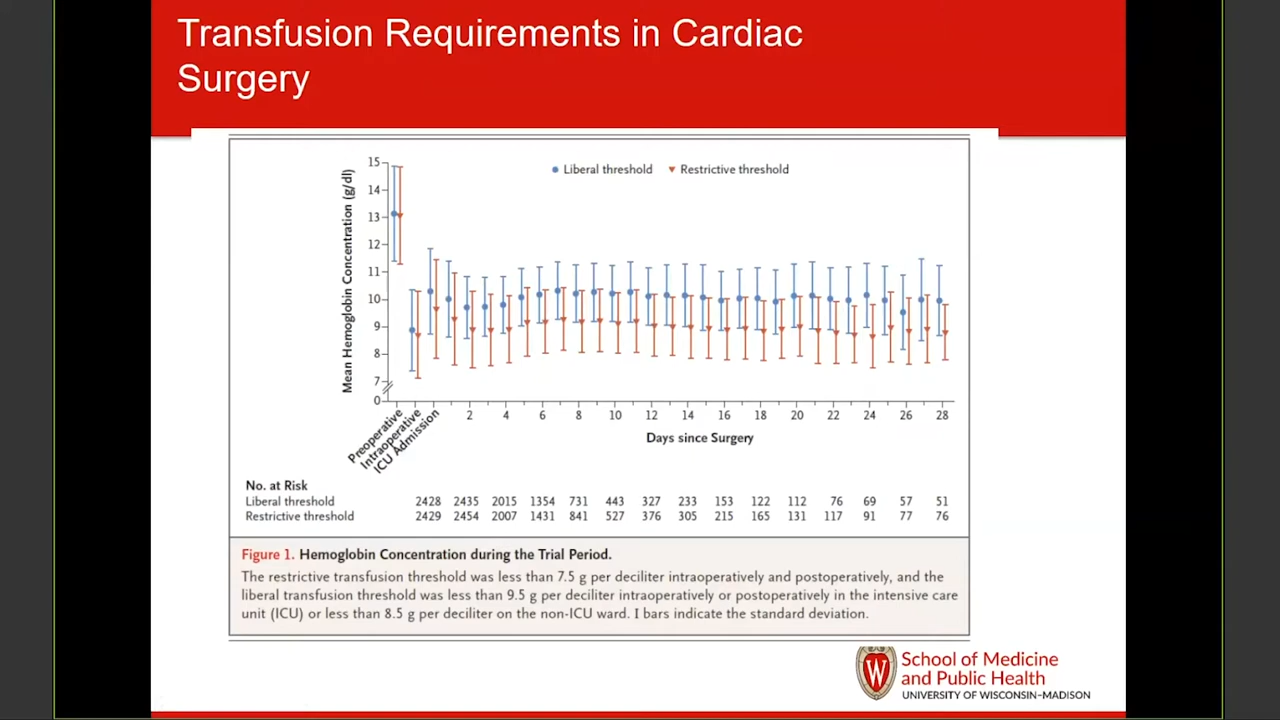 Transfusion Requirements in Cardiac
Surgery
Liberal threshold
Restrictive threshold
Mean Hemoglobin Concentration (g/dl)
15
14
13
12
11
10
9
8
7
0
Preoperative
Intraoperative
ICU Admission
2 4 6 8 10 12 14 16 18 20 22 24 26 28
Days since Surgery
No. at Risk
Liberal threshold 2428 2435 2015 1354 731 443 327 233 153 122 112 76 69 57 51
Restrictive threshold 2429 2454 2007 1431 841 527 376 305 215 165 131 117 91 77 76
Figure 1. Hemoglobin Concentration during the Trial Period.
The restrictive transfusion threshold was less than 7.5 g per deciliter intraoperatively and postoperatively, and the
liberal transfusion threshold was less than 9.5 g per deciliter intraoperatively or postoperatively in the intensive care
unit (ICU) or less than 8.5 g per deciliter on the non-ICU ward. I bars indicate the standard deviation.
W
School of Medicine
and Public Health
UNIVERSITY OF WISCONSIN–MADISON